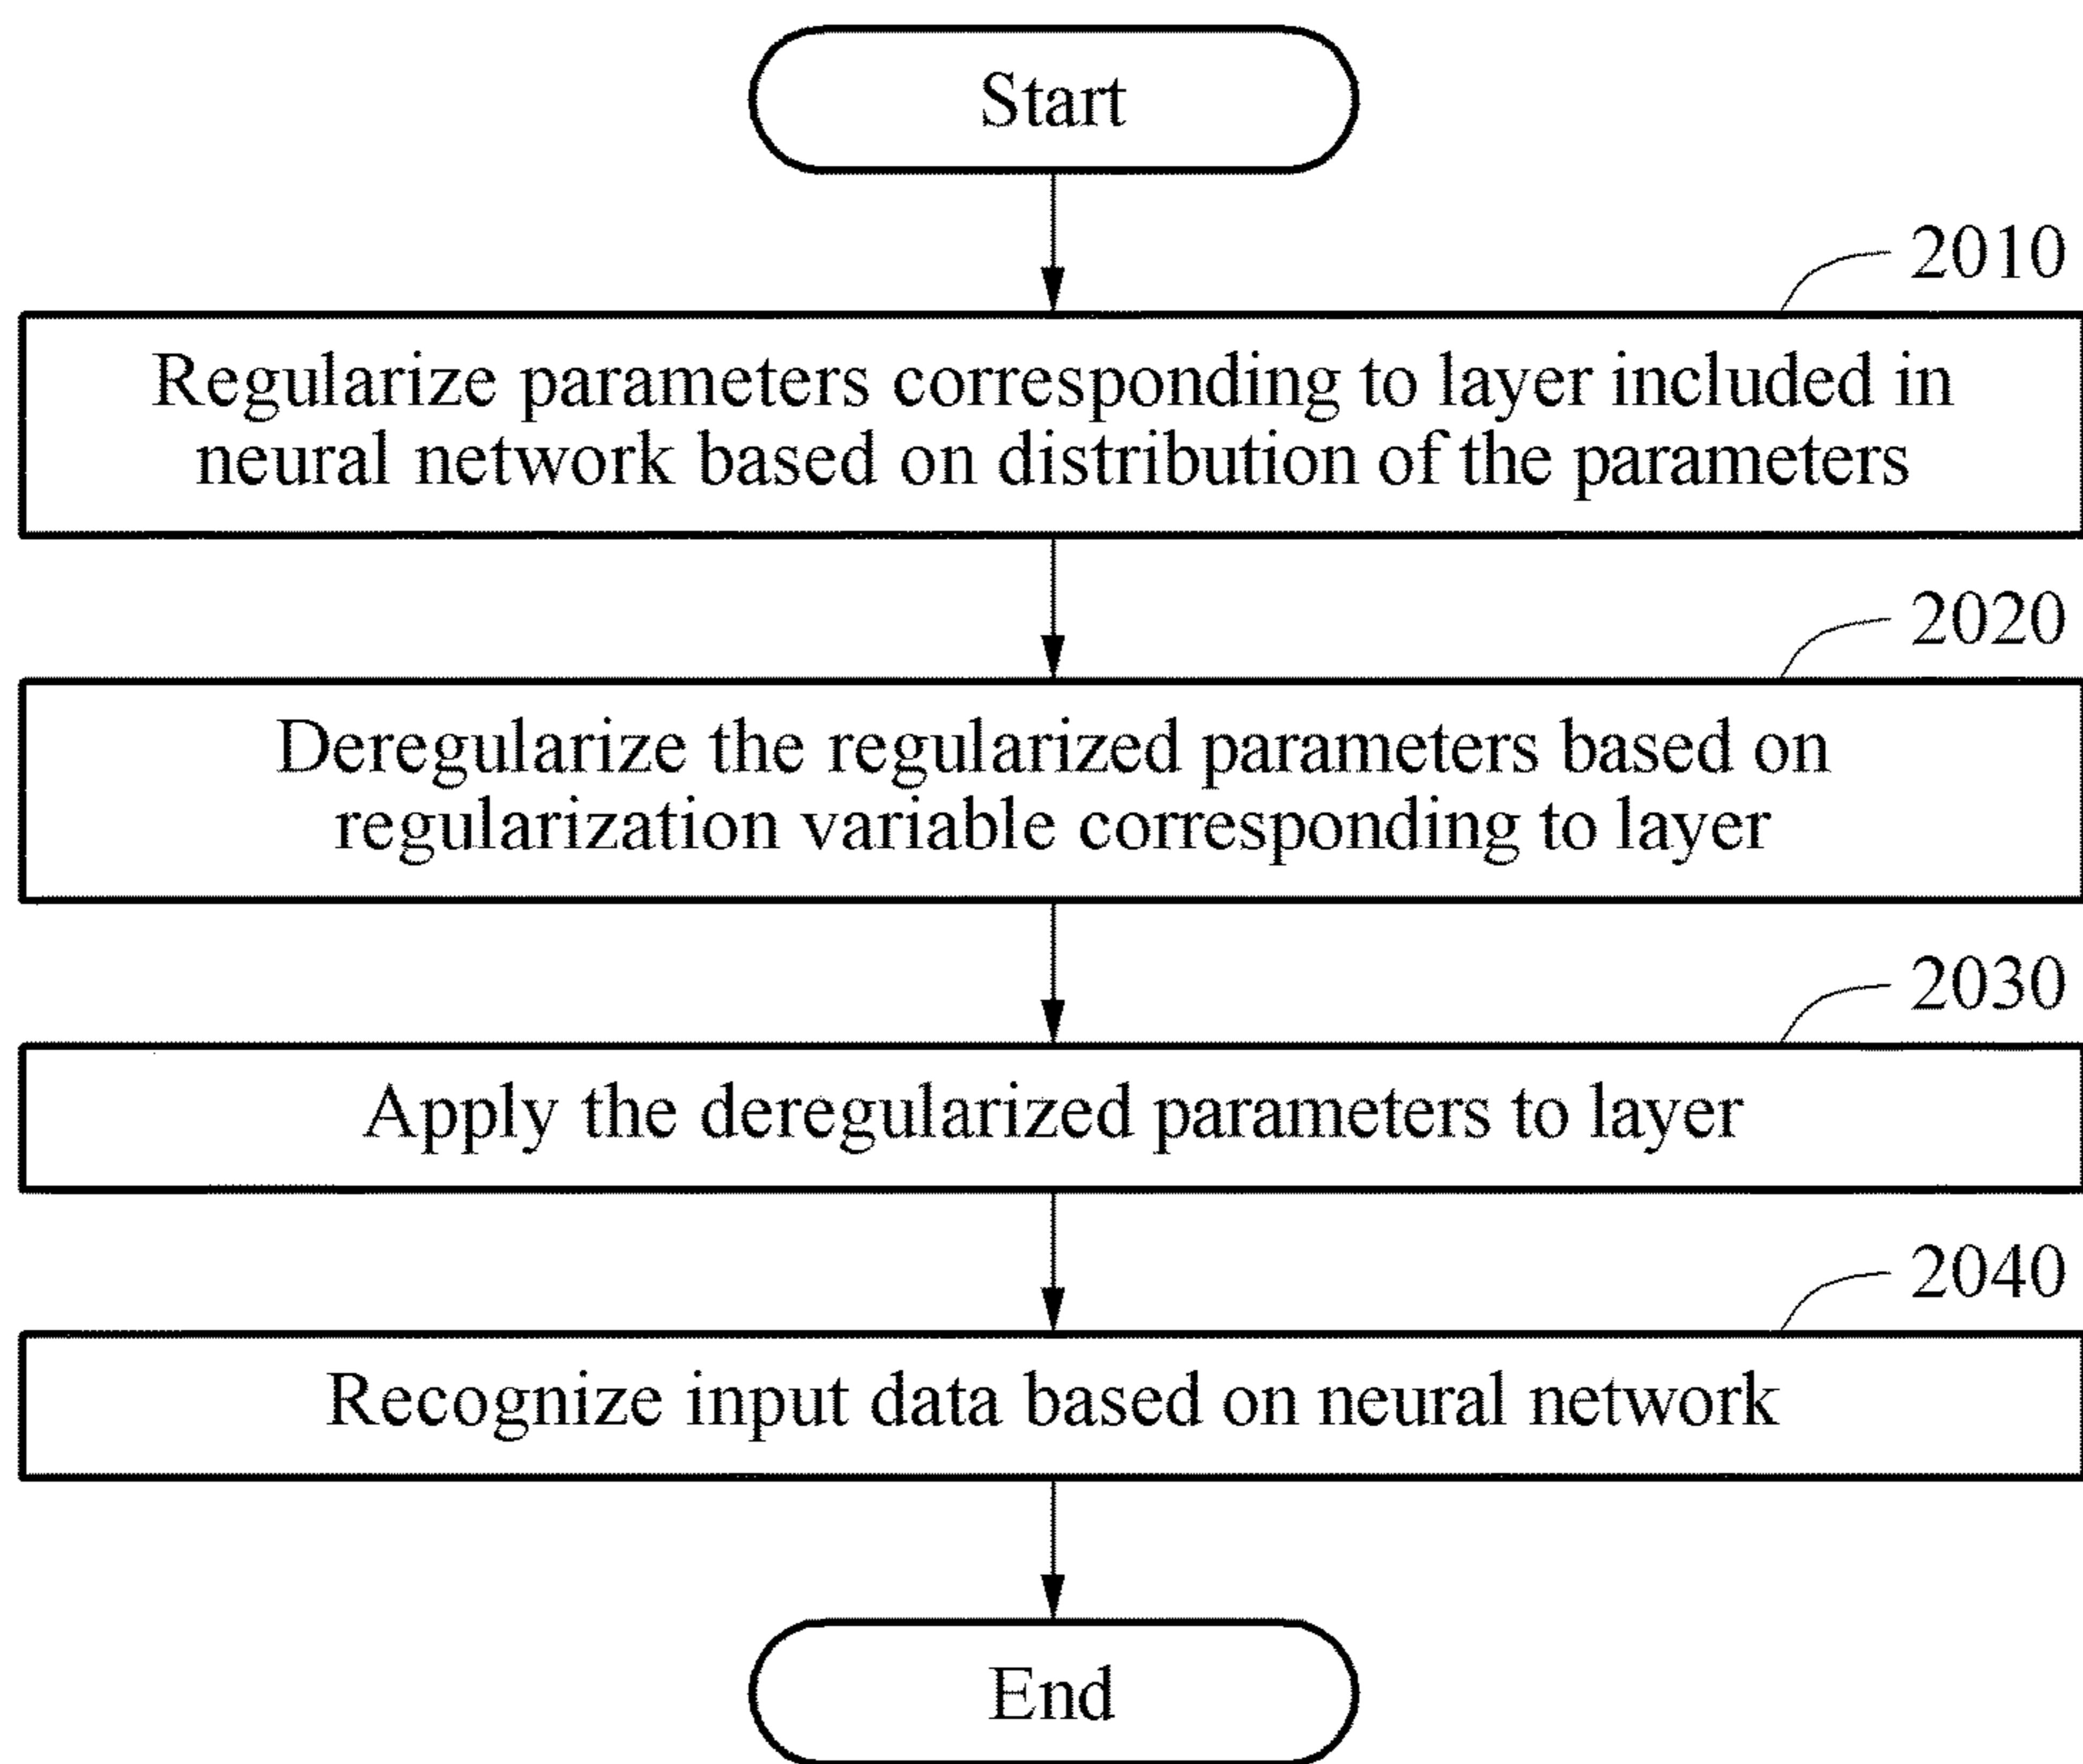 Start
2010
Regularize parameters corresponding to layer included in
neural network based on distribution of the parameters
2020
Deregularize the regularized parameters based on
regularization variable corresponding to layer
2030
Apply the deregularized parameters to layer
2040
Recognize input data based on neural network
End